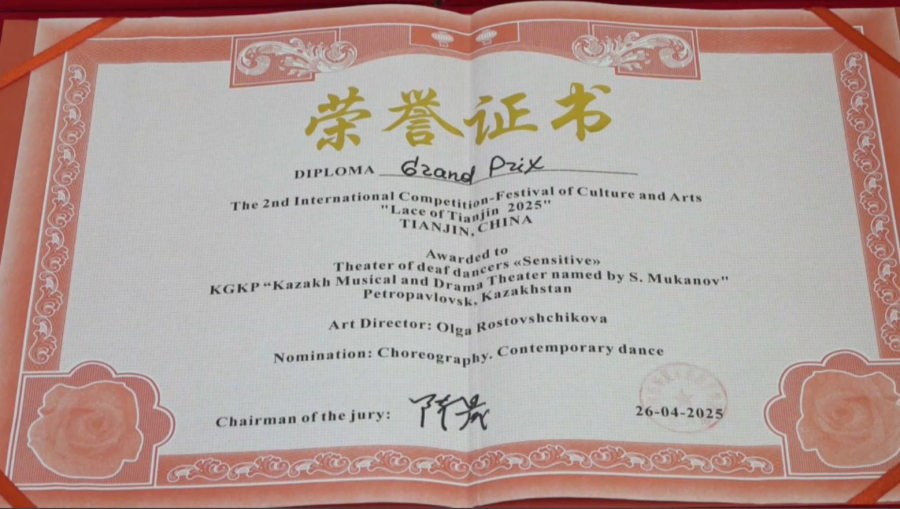 荣誉证书
DIPLOMA Grand Prix
The 2nd International Competition-Festival of Culture and Arts
"Lace of Tianjin 2025"
TIANJIN, CHINA
Awarded to
Theater of deaf dancers «Sensitive»
KGKP “Kazakh Musical and Drama Theater named by S. Mukanov"
Petropavlovsk, Kazakhstan
Art Director: Olga Rostovshchikova
Nomination: Choreography. Contemporary dance
Chairman of the jury:
26-04-2025